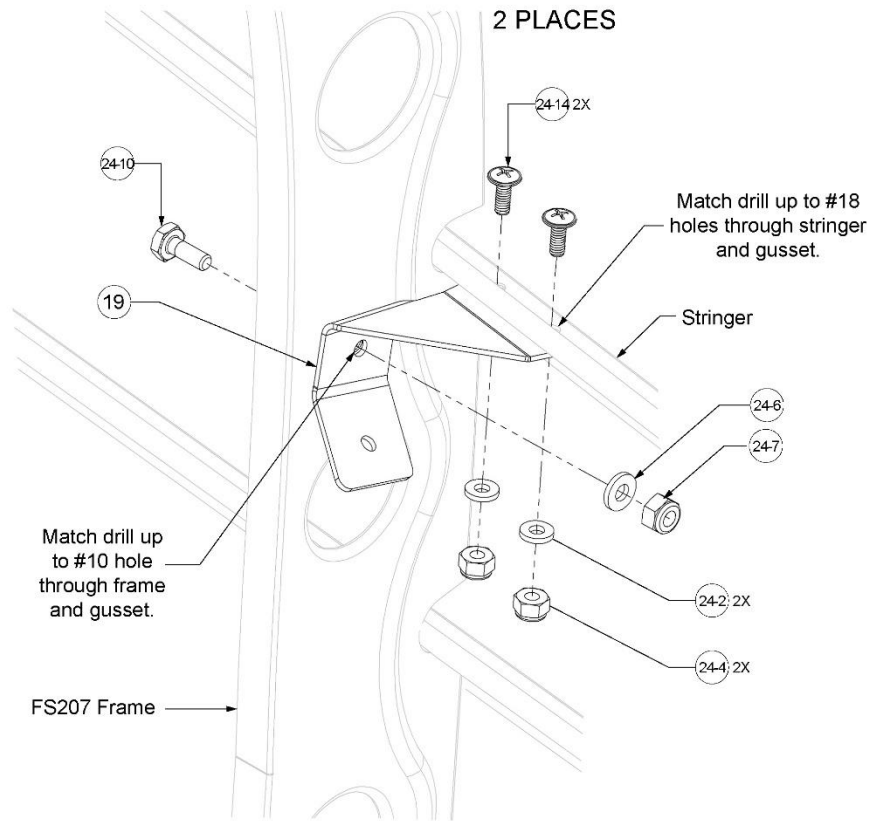 2 PLACES
24-14 2X
24-10
Match drill up to #18
holes through stringer
and gusset.
19
Stringer
24-6
24-7
Match drill up
to #10 hole
through frame
and gusset.
24-2 2X
24-4 2X
FS207 Frame